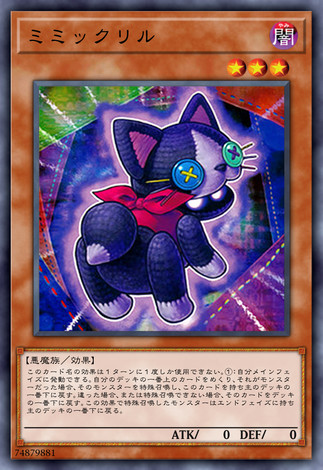 ミミックリル
闇
やみ
【悪魔族／効果】
このカード名の効果は１ターンに１度しか使用できない。①：自分メインフェ
イズに発動できる。自分のデッキの一番上のカードをめくり、それがモンスタ
ーだった場合、そのモンスターを特殊召喚し、このカードを持ち主のデッキの
一番下に戻す。違った場合、または特殊召喚できない場合、そのカードをデッ
キの一番下に戻す。この効果で特殊召喚したモンスターはエンドフェイズに持ち
主のデッキの一番下に戻る。
ATK/ 0 DEF/ 0
74879881